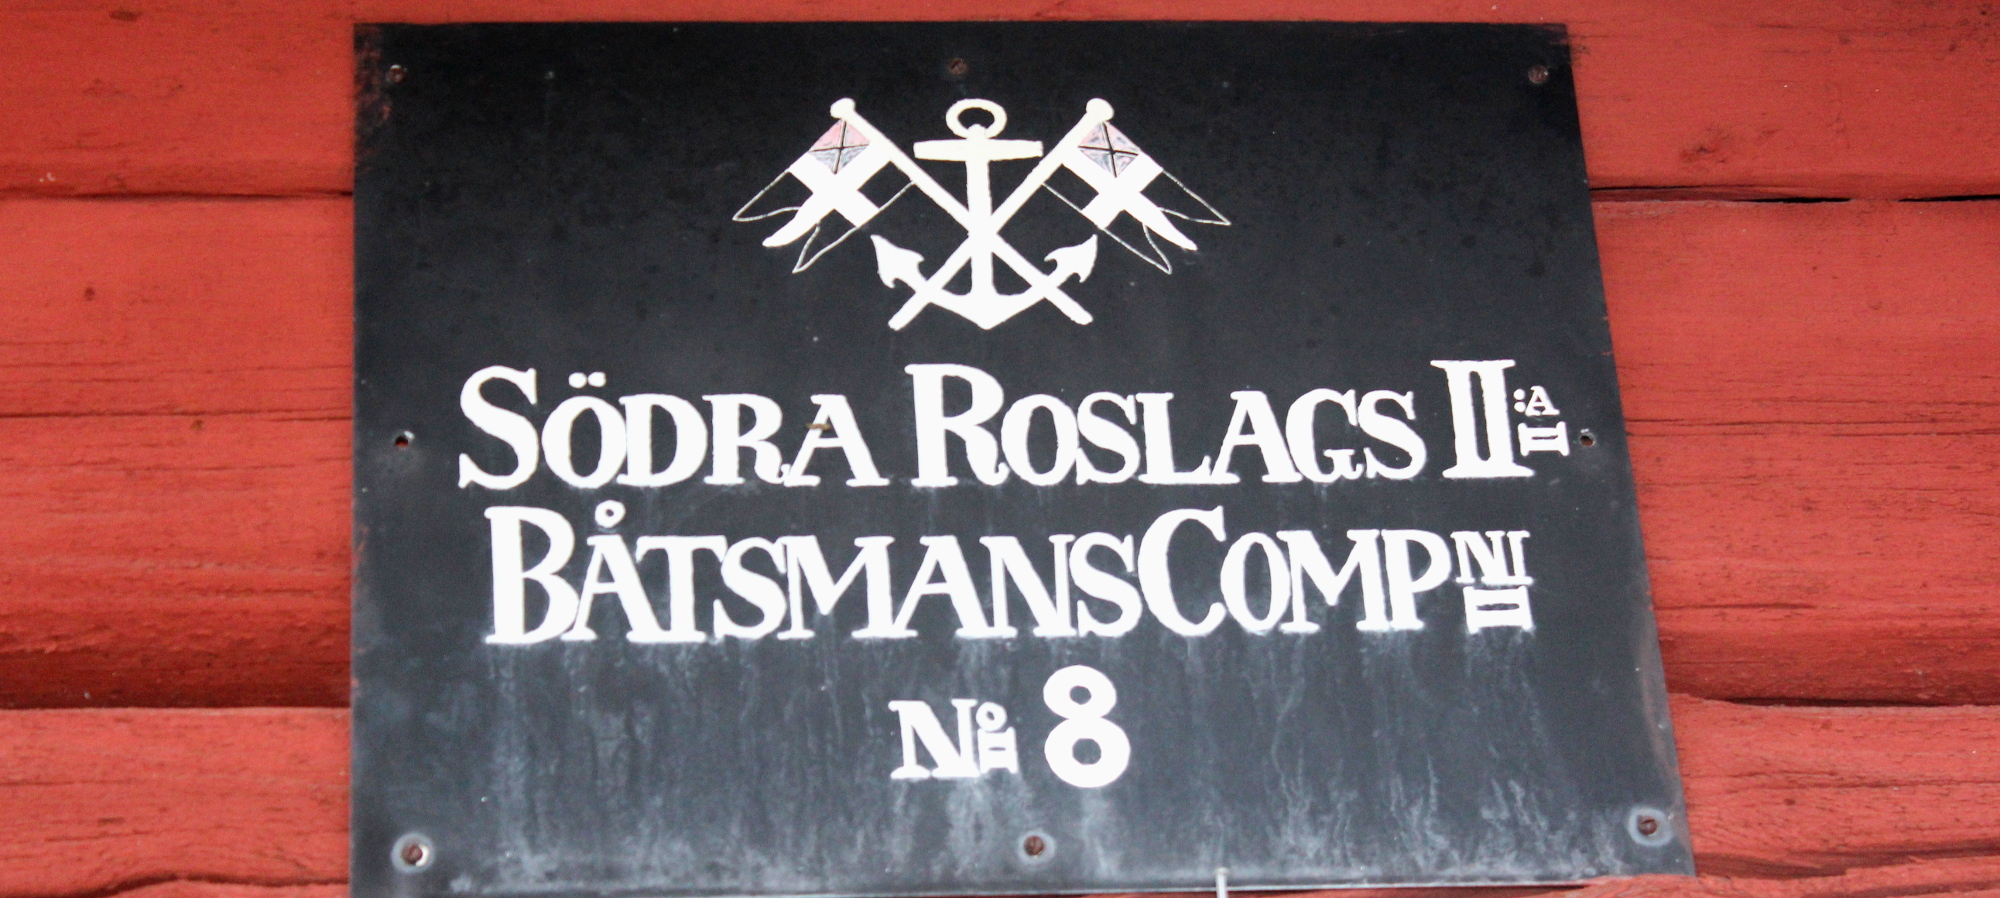 SÖDRA ROSLAGS II:A
BÅTSMANSCOMPNI
No 8